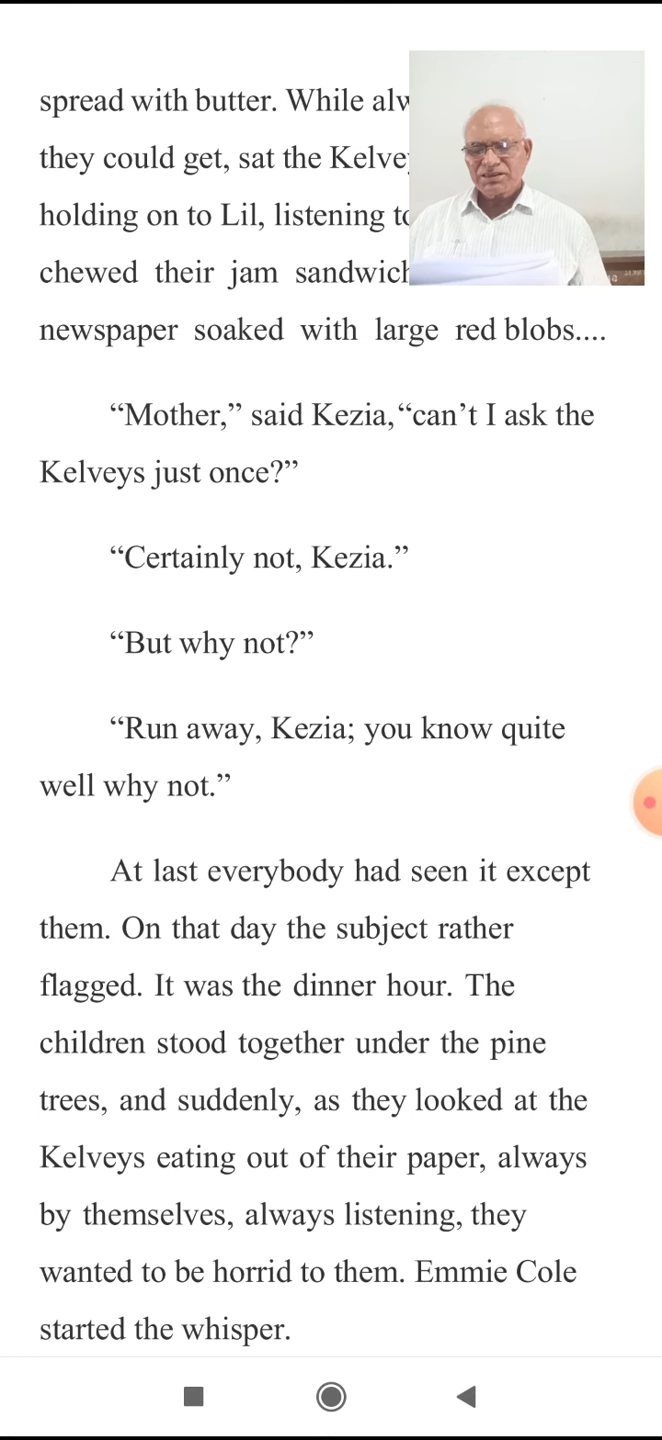 spread with butter. While
they could get, sat the
holding on to Lil, listening
chewed their jam
newspaper soaked with large red blobs....
“Mother,” said Kezia, “can’t I ask the
Kelveys just once?”
“Certainly not, Kezia.”
“But why not?”
“Run away, Kezia; you know quite
well why not.”
At last everybody had seen it except
them. On that day the subject rather
flagged. It was the dinner hour. The
children stood together under the pine
trees, and suddenly, as they looked at the
Kelveys eating out of their paper, always
by themselves, always listening, they
wanted to be horrid to them. Emmie Cole
started the whisper.